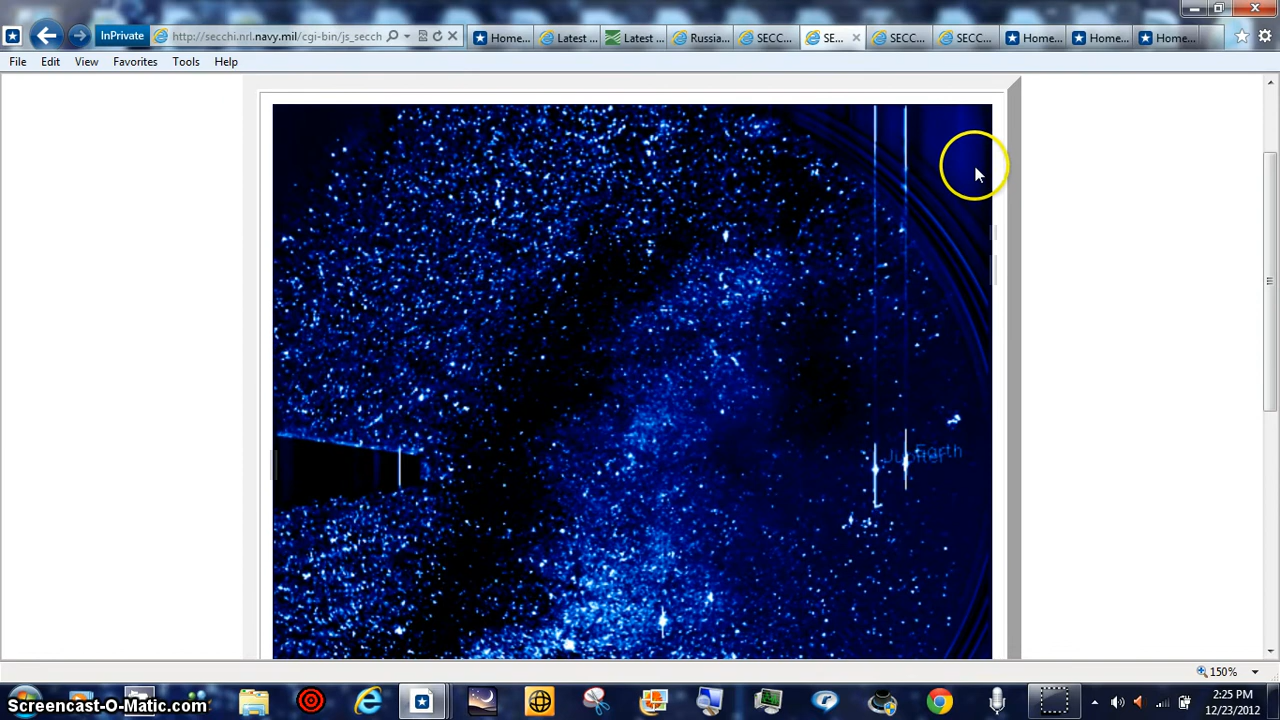 InPrivate
http://secchi.nrl.navy.mil/cgi-bin/js_secch
Home...
Latest ...
Latest ...
Russia...
SECC...
SE...
SECC...
SECC...
Home...
Home...
Home...
File Edit View Favorites Tools Help
Earth
Jupiter
150%
2:25 PM
12/23/2012
Screencast-O-Matic.com